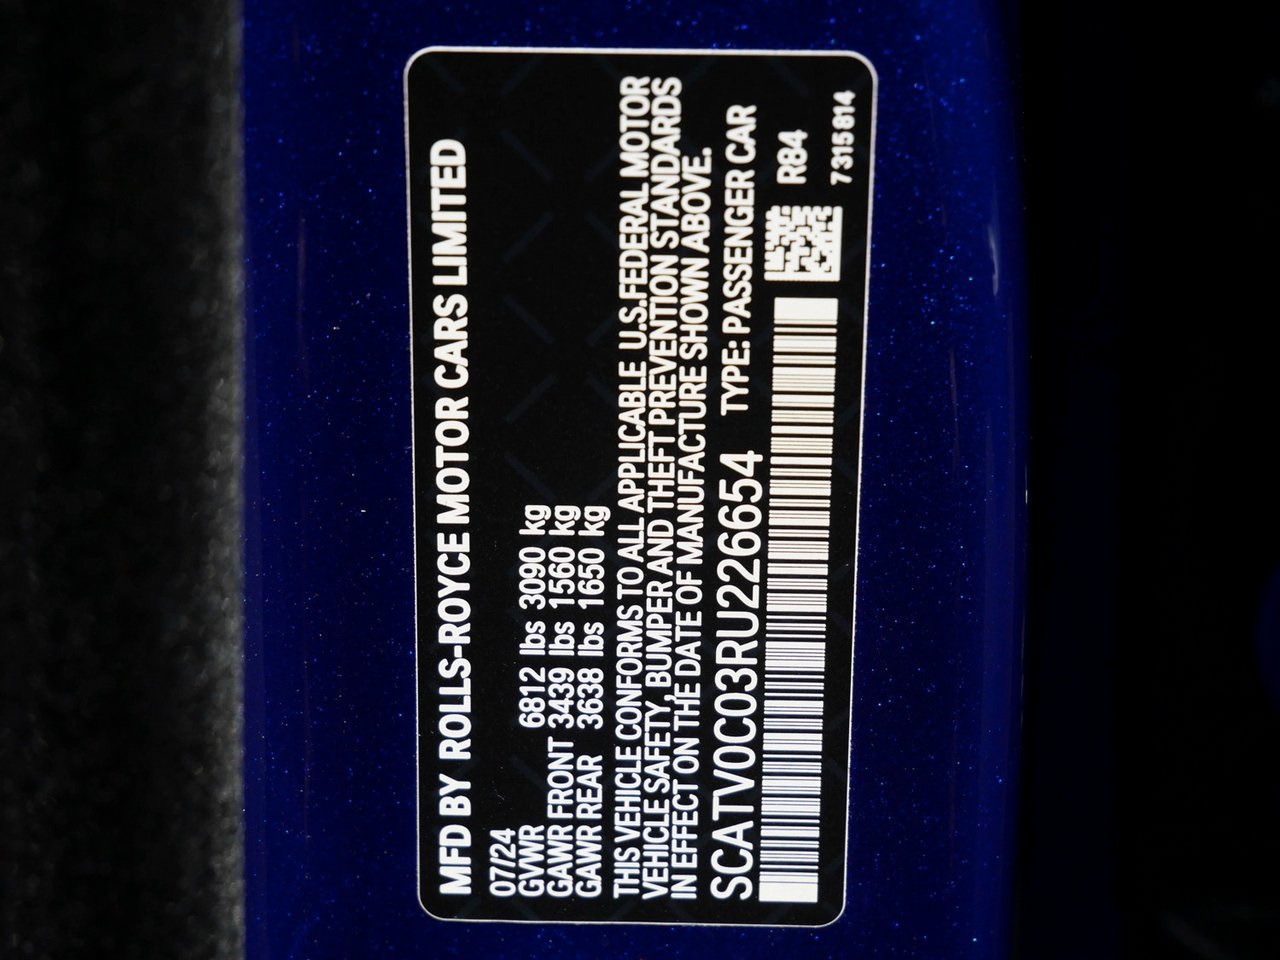 MFD BY ROLLS-ROYCE MOTOR CARS LIMITED
07/24
GVWR 6812 lbs 3090 kg
GAWR FRONT 3439 lbs 1560 kg
GAWR REAR 3638 lbs 1650 kg
THIS VEHICLE CONFORMS TO ALL APPLICABLE U.S.FEDERAL MOTOR
VEHICLE SAFETY, BUMPER AND THEFT PREVENTION STANDARDS
IN EFFECT ON THE DATE OF MANUFACTURE SHOWN ABOVE.
SCATV0C03RU226654 TYPE: PASSENGER CAR
R84
7315814